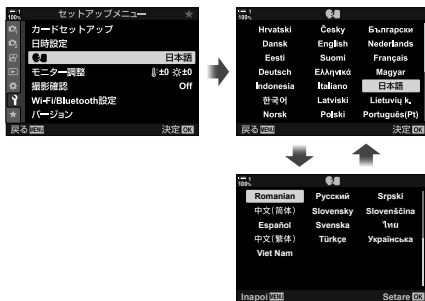 100%
セットアップメニュー
カードセットアップ
日時設定
日本語
モニター調整 ±0 ±0
撮影確認 Off
Wi-Fi/Bluetooth設定
バージョン
戻る MENU 決定 OK
100%
Hrvatski Česky Български
Dansk English Nederlands
Eesti Suomi Français
Deutsch Ελληνικά Magyar
Indonesia Italiano 日本語
한국어 Latviski Lietuvių k.
Norsk Polski Português(Pt)
戻る MENU 決定 OK
100%
Romanian Русский Srpski
中文(简体) Slovensky Slovenščina
Español Svenska ไทย
中文(繁体) Türkçe Українська
Viet Nam
Inapoi MENU Setare OK